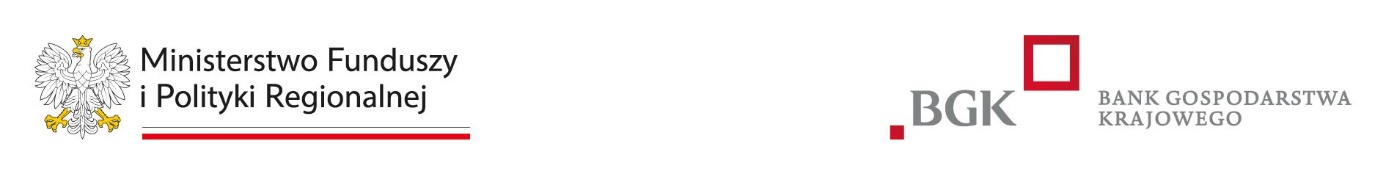 Ministerstwo Funduszy
i Polityki Regionalnej
BGK
BANK GOSPODARSTWA
KRAJOWEGO